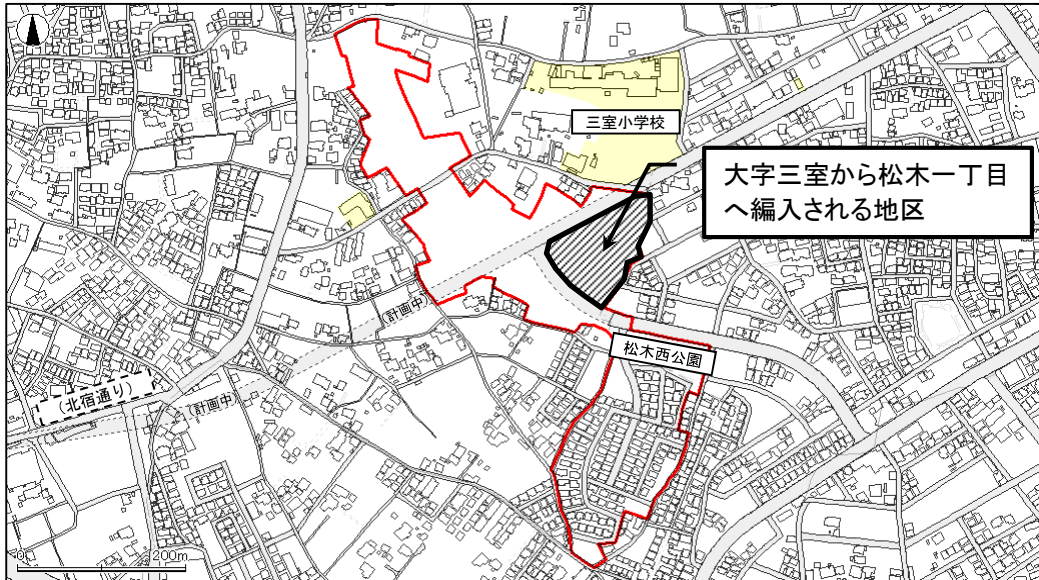 三室小学校
大字三室から松木一丁目
へ編入される地区
(計画中)
松木西公園
(北宿通り)
(計画中)
0 200m